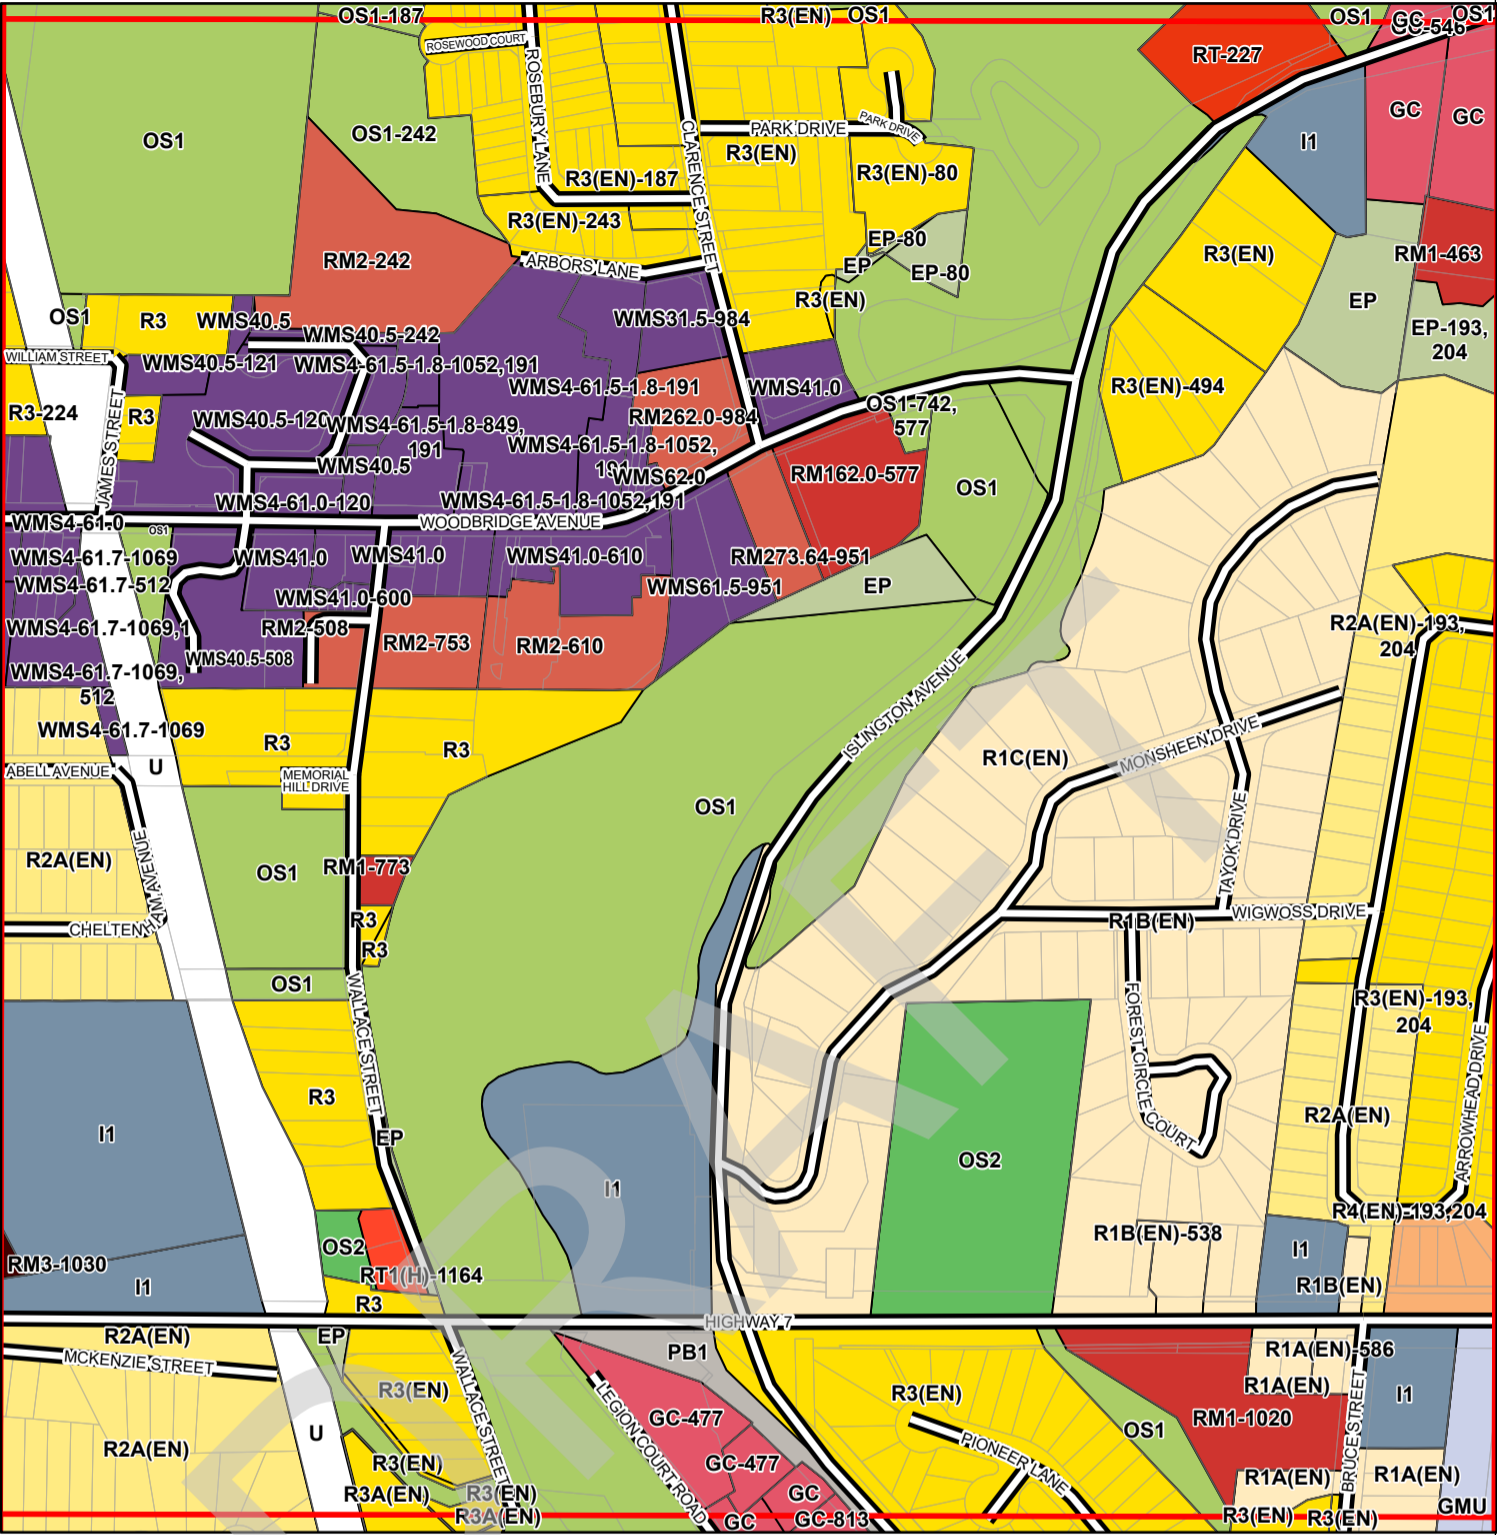 OS1-187
R3(EN)
OS1
OS1
GC
OS1
GC-546
ROSEWOOD COURT
RT-227
ROSEBURY LANE
OS1
OS1-242
CLARENCE STREET
PARK DRIVE
PARK DRIVE
R3(EN)
I1
GC
GC
R3(EN)-187
R3(EN)-80
R3(EN)-243
EP-80
RM2-242
ARBORS LANE
EP
EP-80
R3(EN)
RM1-463
R3(EN)
EP
OS1
R3
WMS40.5
WMS31.5-984
EP-193,
204
WMS40.5-242
WILLIAM STREET
WMS40.5-121
WMS4-61.5-1.8-1052,191
WMS4-61.5-1.8-191
WMS41.0
R3(EN)-494
R3-224
JAMES STREET
R3
WMS40.5-120
WMS4-61.5-1.8-849,
191
RM262.0-984
OS1-742,
577
WMS4-61.5-1.8-1052,
191
WMS40.5
WMS62.0
RM162.0-577
OS1
WMS4-61.0-120
WMS4-61.5-1.8-1052,191
WMS4-61.0
OS1
WOODBRIDGE AVENUE
WMS4-61.7-1069
WMS41.0
WMS41.0
WMS41.0-610
RM273.64-951
WMS4-61.7-512
WMS61.5-951
EP
WMS41.0-600
WMS4-61.7-1069,1
RM2-508
RM2-753
RM2-610
R2A(EN)-193,
204
WMS40.5-508
WMS4-61.7-1069,
512
ISLINGTON AVENUE
WMS4-61.7-1069
R3
R3
R1C(EN)
MONSHEEN DRIVE
ABELL AVENUE
U
MEMORIAL
HILL DRIVE
OS1
TAYOK DRIVE
R2A(EN)
OS1
RM1-773
CHELTENHAM AVENUE
R3
R3
R1B(EN)
WIGWOSS DRIVE
OS1
WALLACE STREET
FOREST CIRCLE COURT
R3(EN)-193,
204
ARROWHEAD DRIVE
R3
I1
EP
R2A(EN)
OS2
I1
R4(EN)-193,204
OS2
R1B(EN)-538
I1
RM3-1030
RT1(H)-1164
I1
R1B(EN)
R3
HIGHWAY 7
R2A(EN)
EP
PB1
R1A(EN)-586
MCKENZIE STREET
WALLACE STREET
R3(EN)
LEGION COURT ROAD
R3(EN)
R1A(EN)
I1
GC-477
OS1
RM1-1020
BRUCE STREET
U
R2A(EN)
R3(EN)
GC-477
PIONEER LANE
R1A(EN)
R1A(EN)
R3A(EN)
R3(EN)
GC
GMU
R3A(EN)
GC
GC-813
R3(EN)
R3(EN)
DRAFT